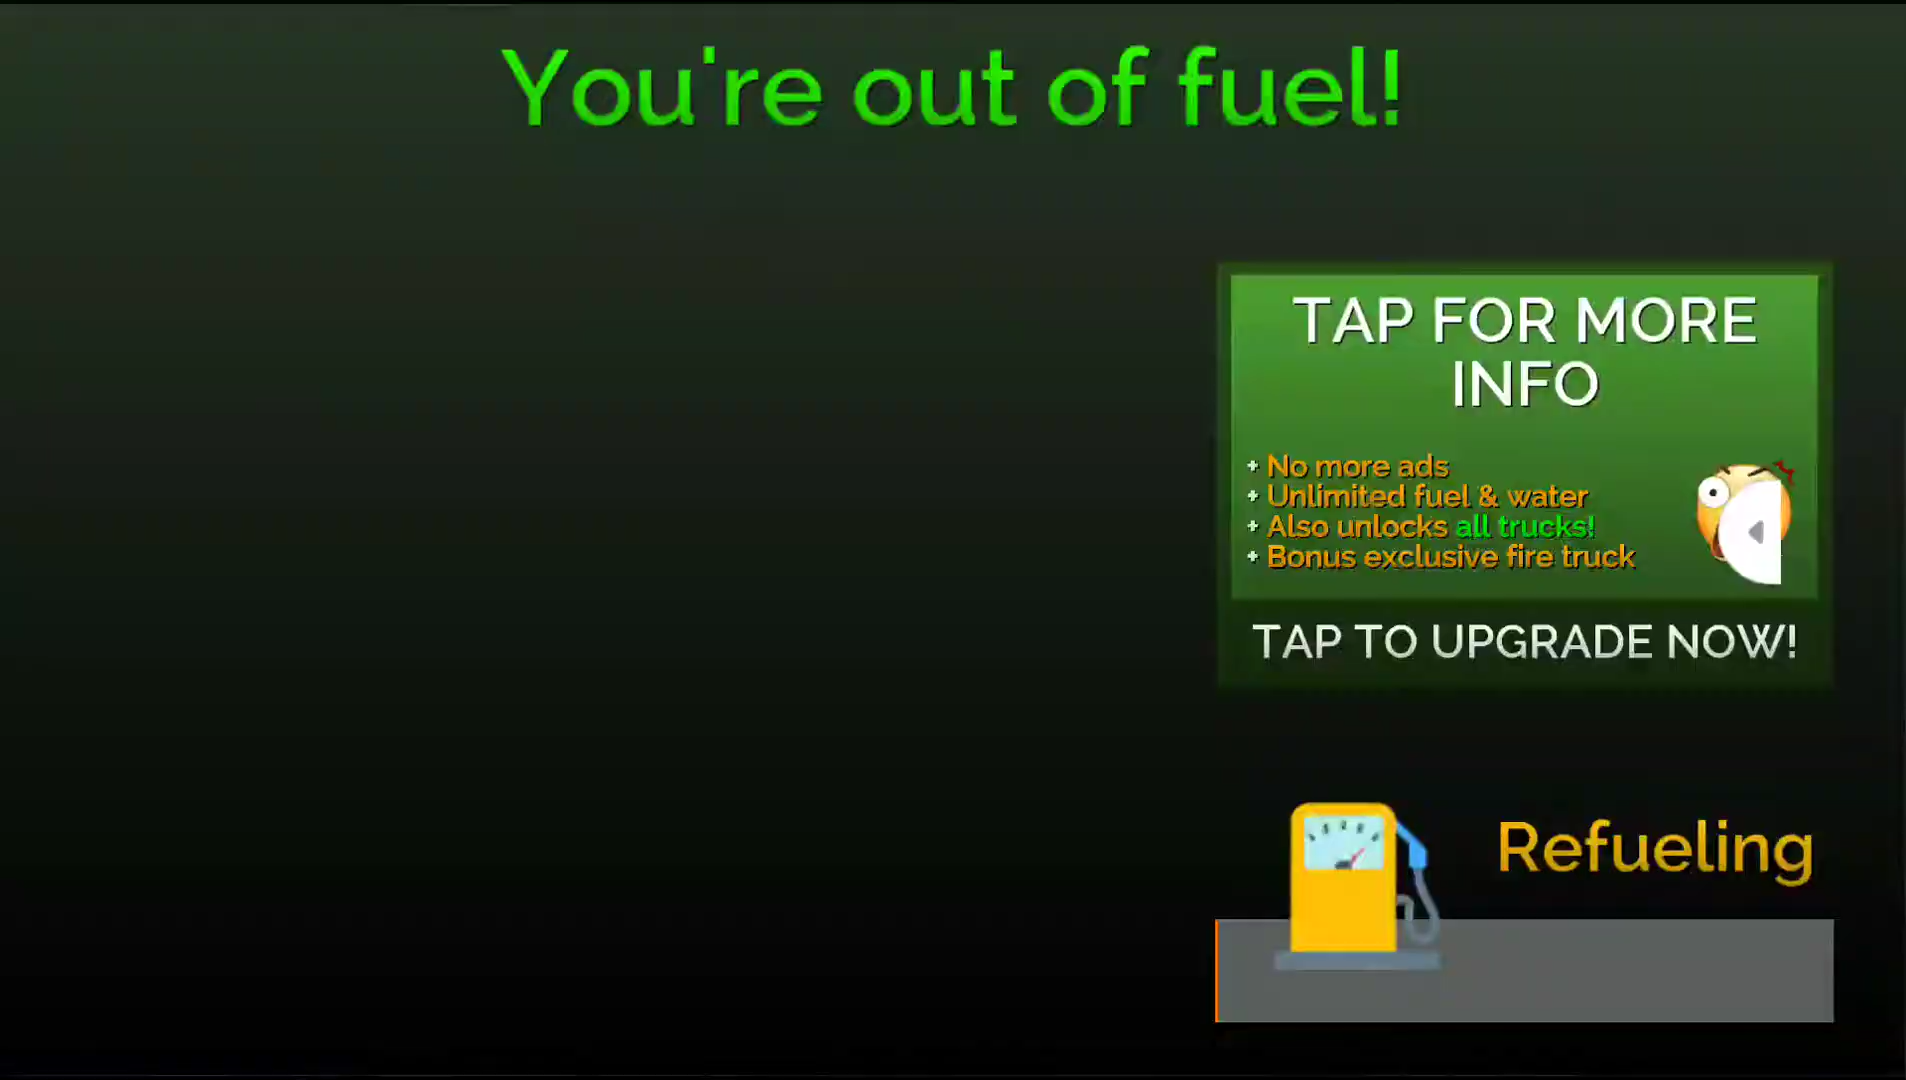 You're out of fuel!
TAP FOR MORE
INFO
+ No more ads
+ Unlimited fuel & water
+ Also unlocks all trucks!
+ Bonus exclusive fire truck
TAP TO UPGRADE NOW!
Refueling